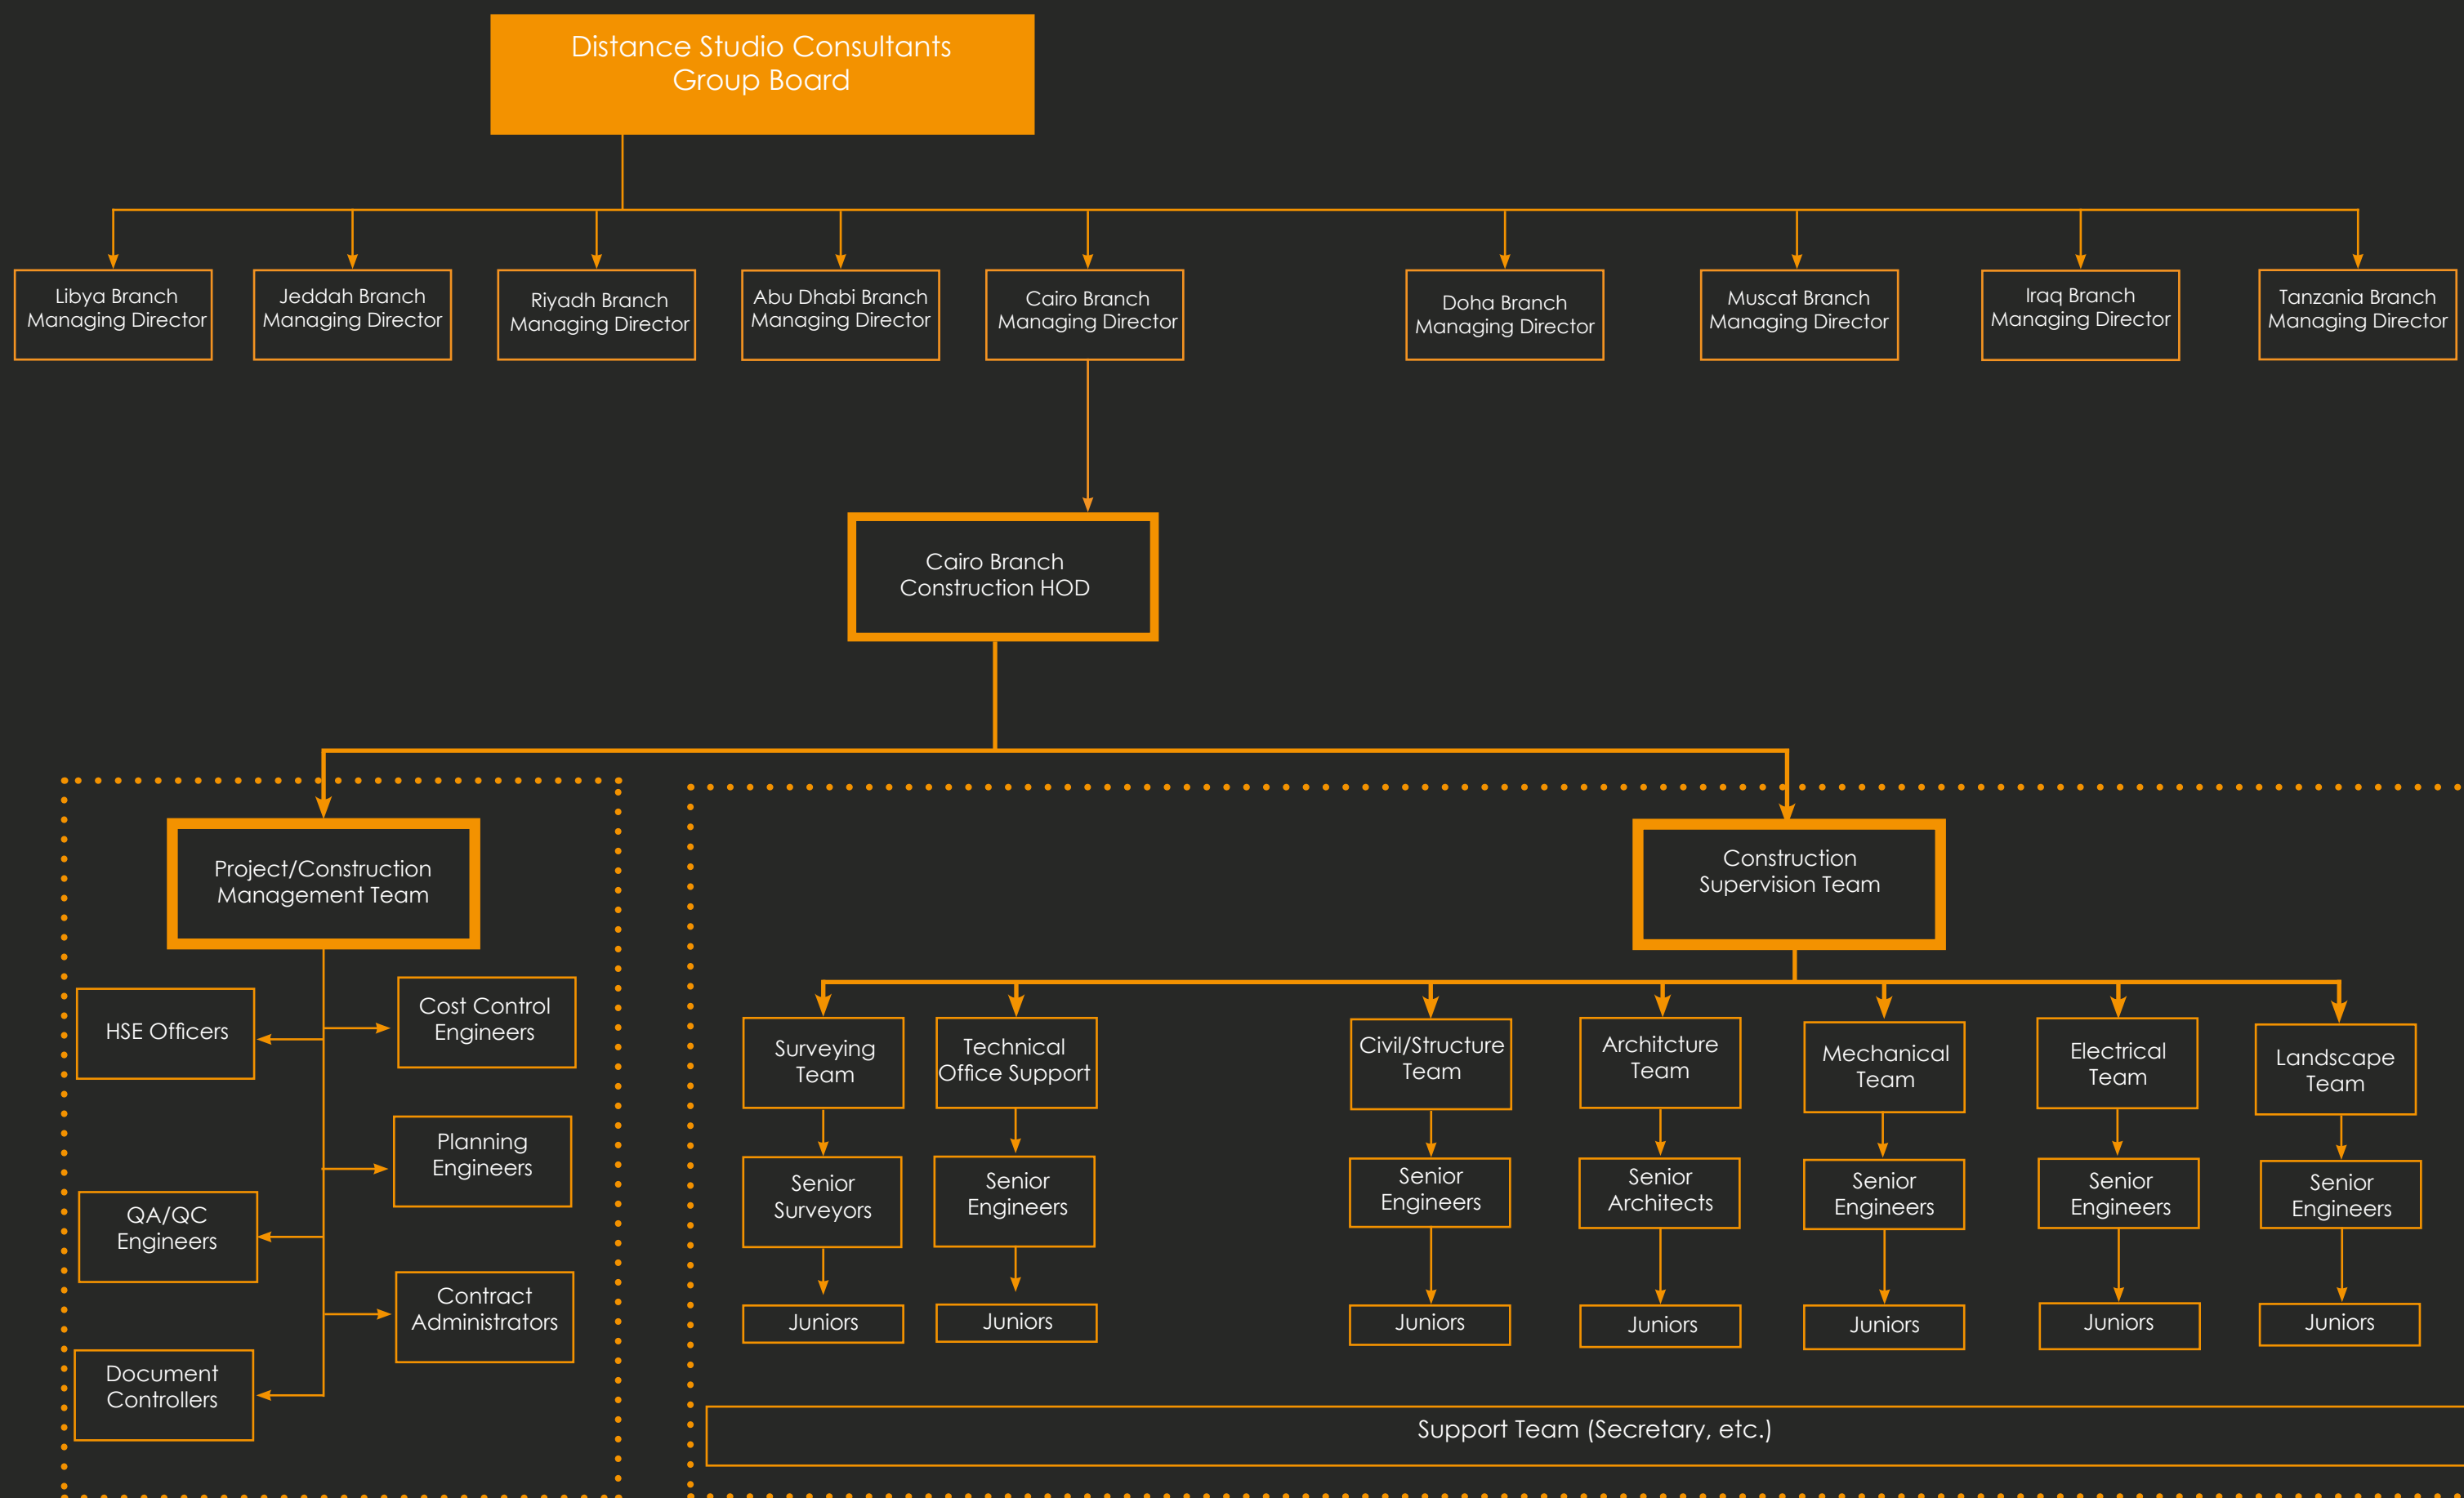 Distance Studio Consultants
Group Board
Libya Branch
Managing Director
Jeddah Branch
Managing Director
Riyadh Branch
Managing Director
Abu Dhabi Branch
Managing Director
Cairo Branch
Managing Director
Doha Branch
Managing Director
Muscat Branch
Managing Director
Iraq Branch
Managing Director
Tanzania Branch
Managing Director
Cairo Branch
Construction HOD
Project/Construction
Management Team
HSE Officers
Cost Control
Engineers
Planning
Engineers
QA/QC
Engineers
Contract
Administrators
Document
Controllers
Construction
Supervision Team
Surveying
Team
Technical
Office Support
Civil/Structure
Team
Architcture
Team
Mechanical
Team
Electrical
Team
Landscape
Team
Senior
Surveyors
Senior
Engineers
Senior
Engineers
Senior
Architects
Senior
Engineers
Senior
Engineers
Senior
Engineers
Juniors
Juniors
Juniors
Juniors
Juniors
Juniors
Juniors
Support Team (Secretary, etc.)